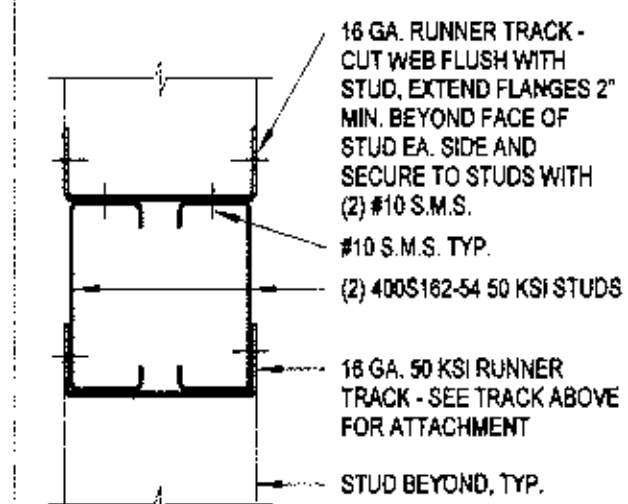 16 GA. RUNNER TRACK -
CUT WEB FLUSH WITH
STUD, EXTEND FLANGES 2"
MIN. BEYOND FACE OF
STUD EA. SIDE AND
SECURE TO STUDS WITH
(2) #10 S.M.S.
#10 S.M.S. TYP.
(2) 400S162-54 50 KSI STUDS
16 GA. 50 KSI RUNNER
TRACK - SEE TRACK ABOVE
FOR ATTACHMENT
STUD BEYOND, TYP.